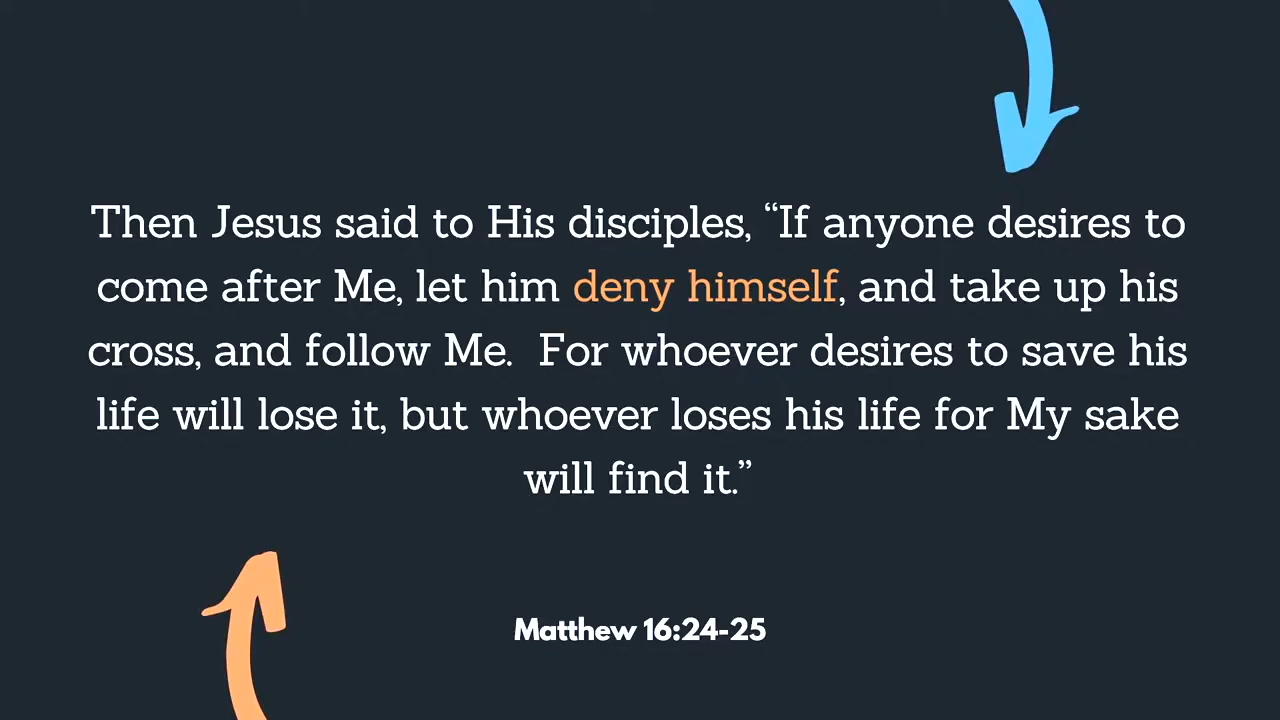 Then Jesus said to His disciples, “If anyone desires to
come after Me, let him deny himself, and take up his
cross, and follow Me.  For whoever desires to save his
life will lose it, but whoever loses his life for My sake
will find it.”
Matthew 16:24-25